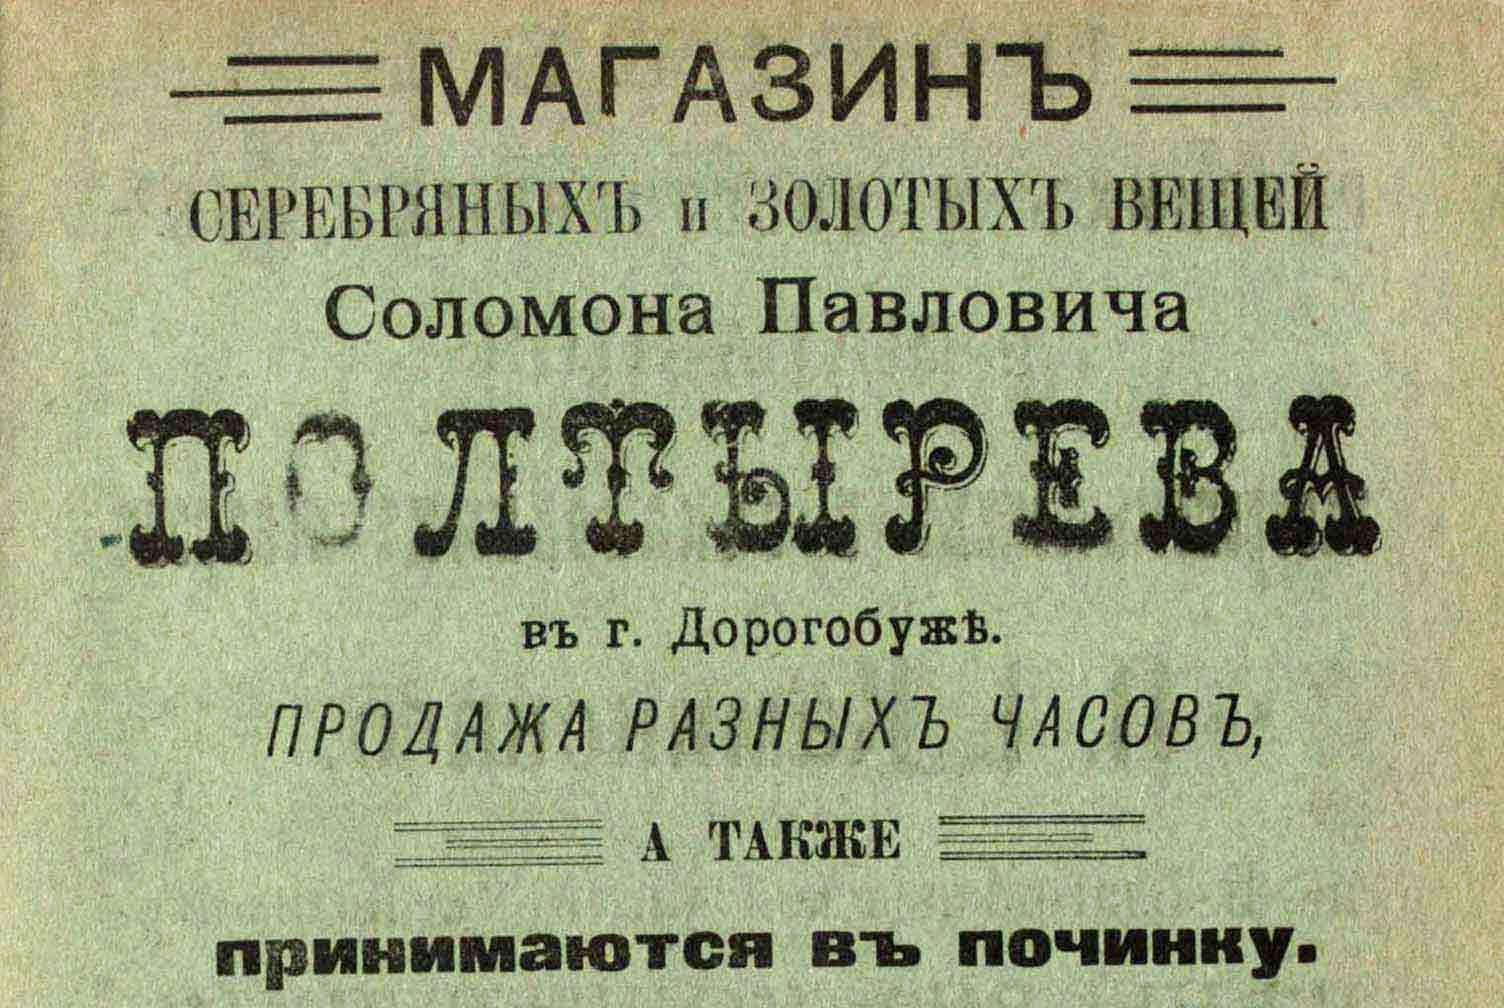 МАГАЗИНЪ
СЕРЕБРЯНЫХЪ и ЗОЛОТЫХЪ ВЕЩЕЙ
Соломона Павловича
ПОЛТЫРЕВА
въ г. Дорогобужѣ.
ПРОДАЖА РАЗНЫХЪ ЧАСОВЪ,
А ТАКЖЕ
принимаются въ починку.